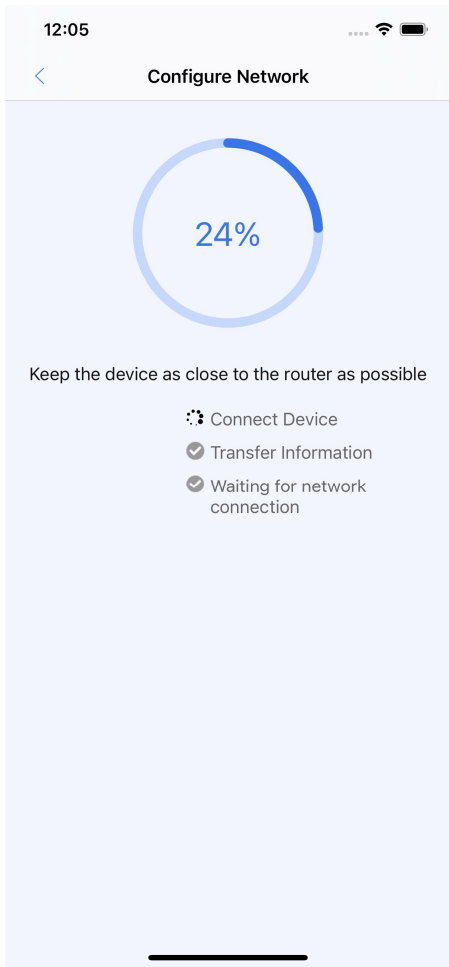 12:05
Configure Network
24%
Keep the device as close to the router as possible
Connect Device
Transfer Information
Waiting for network
connection